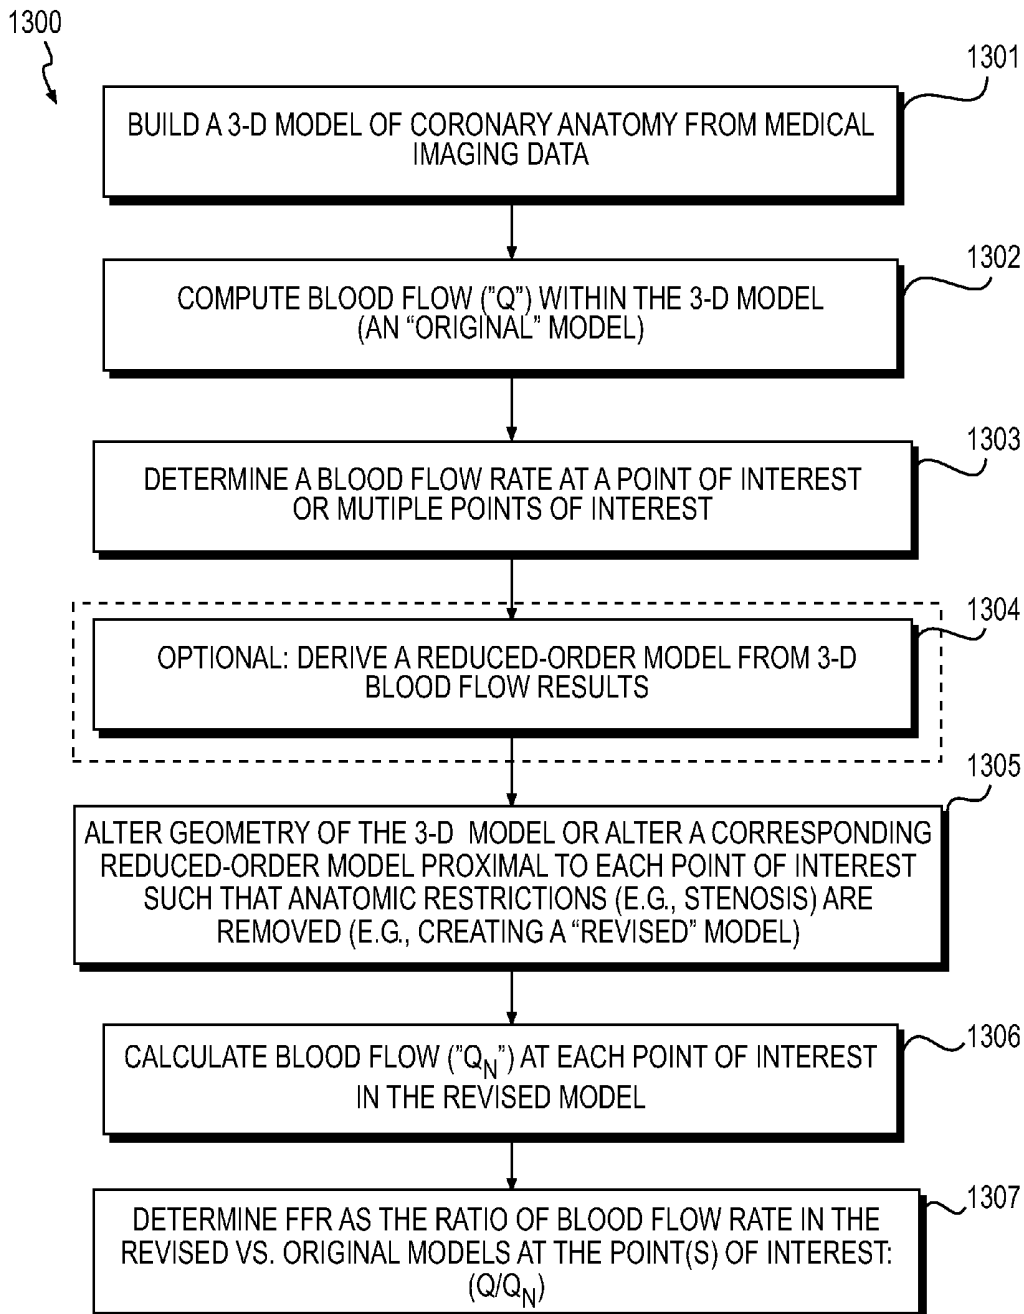 1300
1301
BUILD A 3-D MODEL OF CORONARY ANATOMY FROM MEDICAL
IMAGING DATA
1302
COMPUTE BLOOD FLOW ("Q") WITHIN THE 3-D MODEL
(AN "ORIGINAL" MODEL)
1303
DETERMINE A BLOOD FLOW RATE AT A POINT OF INTEREST
OR MUTIPLE POINTS OF INTEREST
1304
OPTIONAL: DERIVE A REDUCED-ORDER MODEL FROM 3-D
BLOOD FLOW RESULTS
1305
ALTER GEOMETRY OF THE 3-D MODEL OR ALTER A CORRESPONDING
REDUCED-ORDER MODEL PROXIMAL TO EACH POINT OF INTEREST
SUCH THAT ANATOMIC RESTRICTIONS (E.G., STENOSIS) ARE
REMOVED (E.G., CREATING A "REVISED" MODEL)
1306
CALCULATE BLOOD FLOW ("QN") AT EACH POINT OF INTEREST
IN THE REVISED MODEL
1307
DETERMINE FFR AS THE RATIO OF BLOOD FLOW RATE IN THE
REVISED VS. ORIGINAL MODELS AT THE POINT(S) OF INTEREST:
(Q/QN)